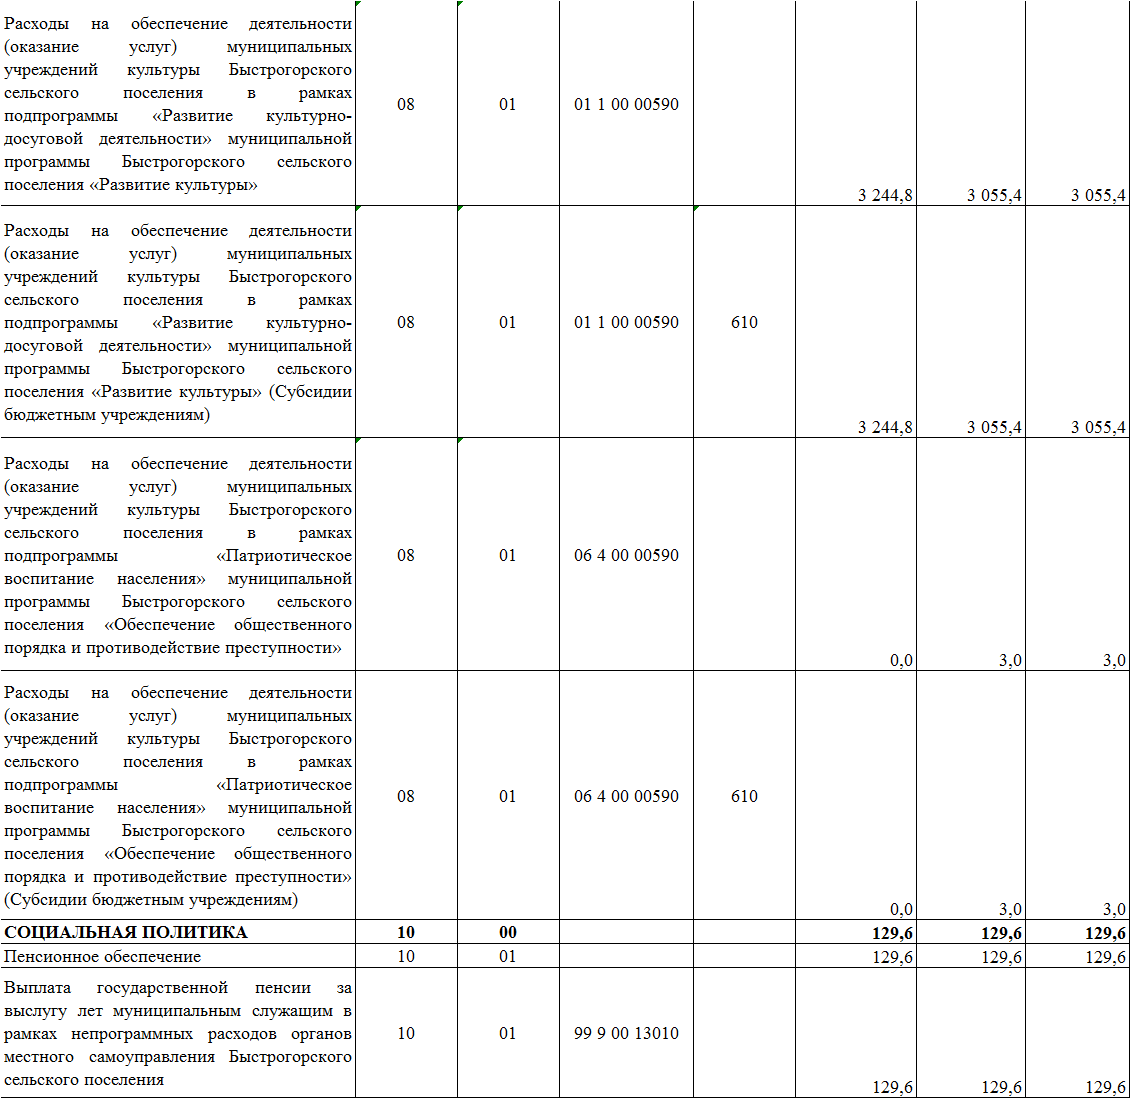 Расходы на обеспечение деятельности
(оказание услуг) муниципальных
учреждений культуры Быстрогорского
сельского поселения в рамках
подпрограммы «Развитие культурно-
досуговой деятельности» муниципальной
программы Быстрогорского сельского
поселения «Развитие культуры»
08 01 01 1 00 00590
3 244,8 3 055,4 3 055,4
Расходы на обеспечение деятельности
(оказание услуг) муниципальных
учреждений культуры Быстрогорского
сельского поселения в рамках
подпрограммы «Развитие культурно-
досуговой деятельности» муниципальной
программы Быстрогорского сельского
поселения «Развитие культуры» (Субсидии
бюджетным учреждениям)
08 01 01 1 00 00590 610
3 244,8 3 055,4 3 055,4
Расходы на обеспечение деятельности
(оказание услуг) муниципальных
учреждений культуры Быстрогорского
сельского поселения в рамках
подпрограммы «Патриотическое
воспитание населения» муниципальной
программы Быстрогорского сельского
поселения «Обеспечение общественного
порядка и противодействие преступности»
08 01 06 4 00 00590
0,0 3,0 3,0
Расходы на обеспечение деятельности
(оказание услуг) муниципальных
учреждений культуры Быстрогорского
сельского поселения в рамках
подпрограммы «Патриотическое
воспитание населения» муниципальной
программы Быстрогорского сельского
поселения «Обеспечение общественного
порядка и противодействие преступности»
(Субсидии бюджетным учреждениям)
08 01 06 4 00 00590 610
0,0 3,0 3,0
СОЦИАЛЬНАЯ ПОЛИТИКА 10 00 129,6 129,6 129,6
Пенсионное обеспечение 10 01 129,6 129,6 129,6
Выплата государственной пенсии за
выслугу лет муниципальным служащим в
рамках непрограммных расходов органов
местного самоуправления Быстрогорского
сельского поселения
10 01 99 9 00 13010
129,6 129,6 129,6